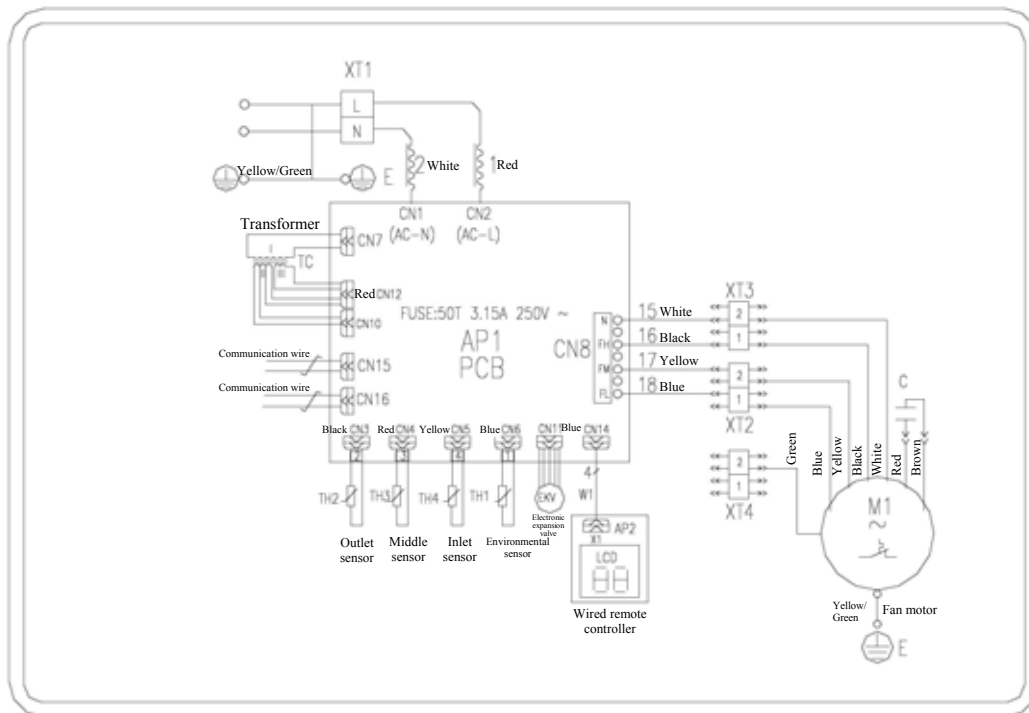 XT1
L
N
2 White
1 Red
Yellow/Green
E
CN1
(AC-N)
CN2
(AC-L)
Transformer
I
TC
CN7
Red CN12
CN10
FUSE:50T 3.15A 250V ~
AP1
PCB
CN8
N
FH
FM
FL
15 White
16 Black
17 Yellow
18 Blue
XT3
2
1
2
1
XT2
2
1
XT4
C
Communication wire
CN15
Communication wire
CN16
Black CN3
Red CN4
Yellow CN5
Blue CN6
CN11
Blue CN14
2
3
4
1
4
W1
TH2
TH3
TH4
TH1
EKV
Outlet
sensor
Middle
sensor
Inlet
sensor
Environmental
sensor
Electronic
expansion
valve
AP2
X1
LCD
88
Wired remote
controller
Green
Blue
Yellow
Black
White
Red
Brown
M1
~
Yellow/
Green
Fan motor
E